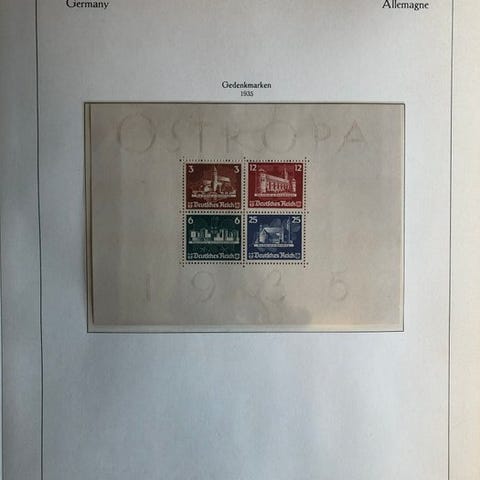 Germany Allemagne
Gedenkmarken
1935
OSTROPA
3 3 12 12
Deutsches Reich Deutsches Reich
6 6 25 25
Deutsches Reich Deutsches Reich
1935